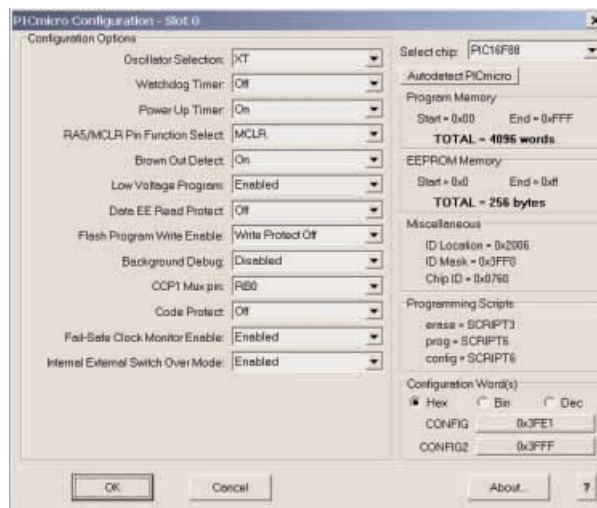 PICmicro Configuration - Slot 0
Configuration Options
Oscillator Selection: XT
Watchdog Timer: Off
Power Up Timer: On
RA5/MCLR Pin Function Select: MCLR
Brown Out Detect: On
Low Voltage Program: Enabled
Data EE Read Protect: Off
Flash Program Write Enable: Write Protect Off
Background Debug: Disabled
CCP1 Mux pin: RB0
Code Protect: Off
Fail-Safe Clock Monitor Enable: Enabled
Internal External Switch Over Mode: Enabled
Select chip: PIC16F88
Autodetect PICmicro
Program Memory
Start = 0x00 End = 0xFFF
TOTAL = 4096 words
EEPROM Memory
Start = 0x0 End = 0xff
TOTAL = 256 bytes
Miscellaneous
ID Location = 0x2006
ID Mask = 0x3FF0
Chip ID = 0x0760
Programming Scripts
erase = SCRIPT3
prog = SCRIPT6
config = SCRIPT6
Configuration Word(s)
Hex Bin Dec
CONFIG 0x3FE1
CONFIG2 0x3FFF
OK Cancel About... ?